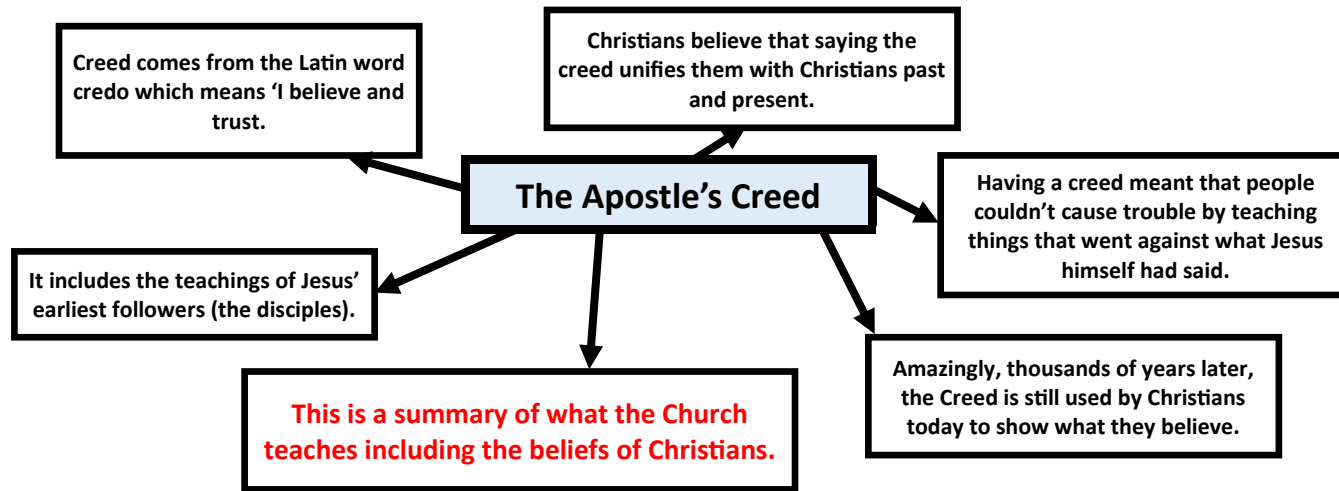 Creed comes from the Latin word
credo which means ‘I believe and
trust.
Christians believe that saying the
creed unifies them with Christians past
and present.
The Apostle’s Creed
Having a creed meant that people
couldn’t cause trouble by teaching
things that went against what Jesus
himself had said.
It includes the teachings of Jesus’
earliest followers (the disciples).
This is a summary of what the Church
teaches including the beliefs of Christians.
Amazingly, thousands of years later,
the Creed is still used by Christians
today to show what they believe.